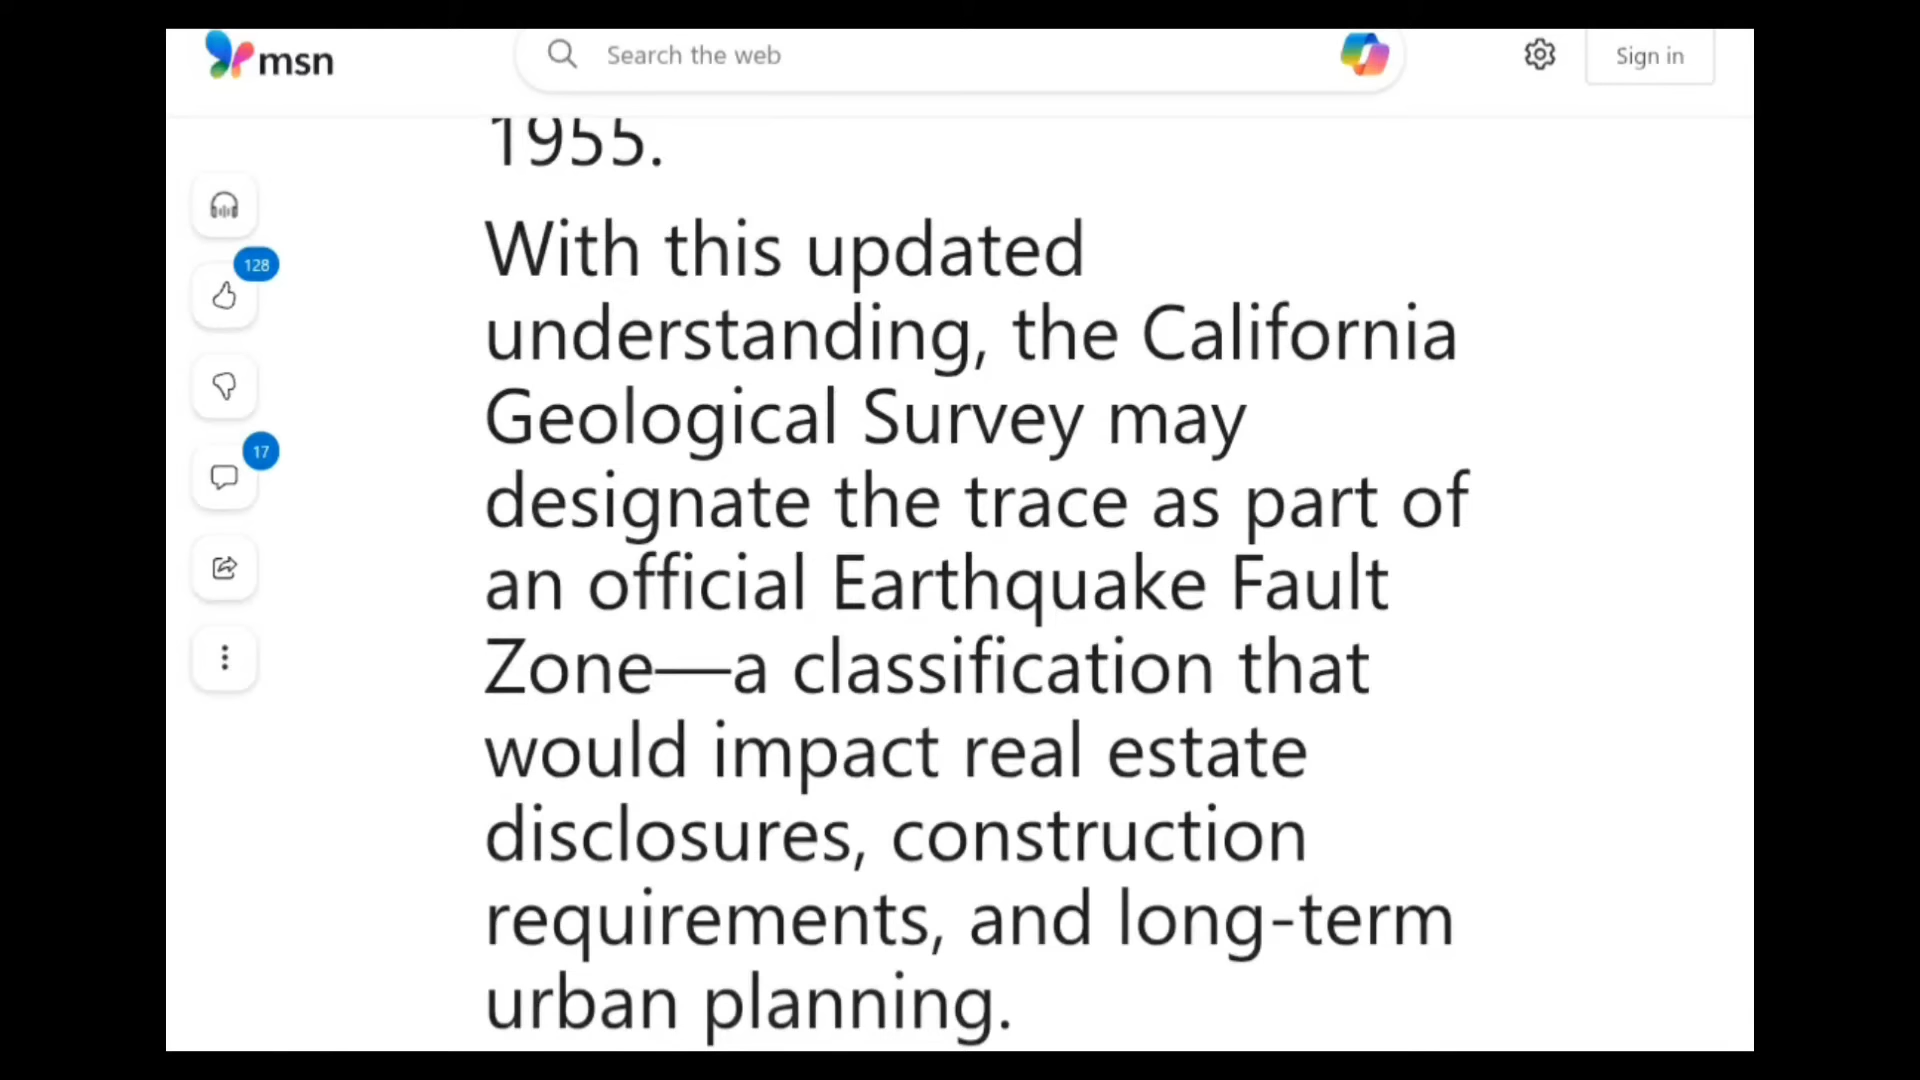 msn
Search the web
Sign in
1955.
128
17
With this updated
understanding, the California
Geological Survey may
designate the trace as part of
an official Earthquake Fault
Zone—a classification that
would impact real estate
disclosures, construction
requirements, and long-term
urban planning.